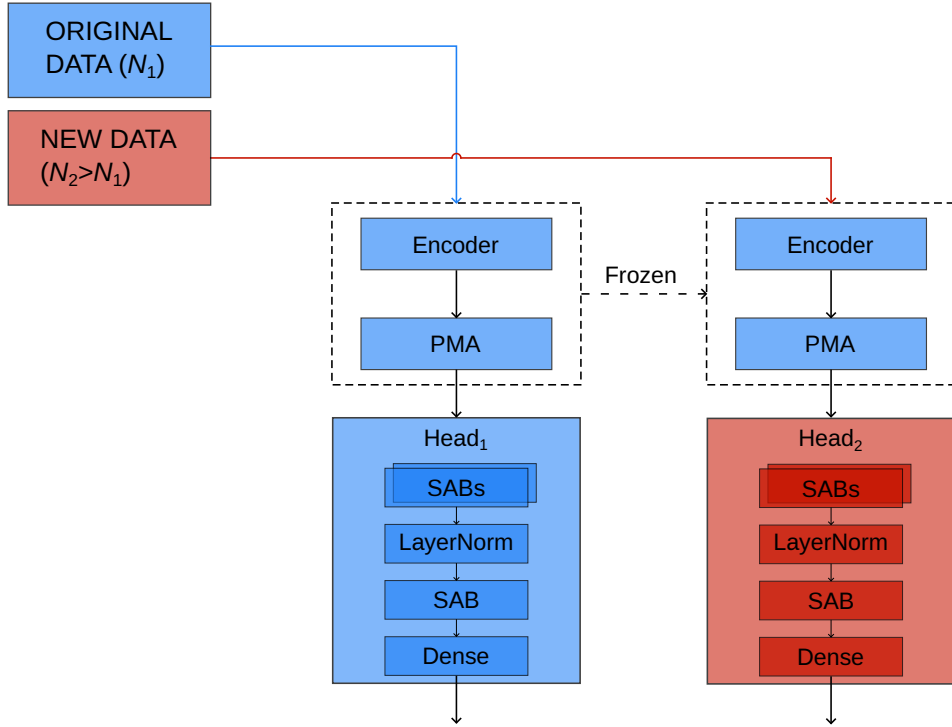 ORIGINAL
DATA (N₁)
NEW DATA
(N₂>N₁)
Encoder
PMA
Frozen
Encoder
PMA
Head₁
SABs
LayerNorm
SAB
Dense
Head₂
SABs
LayerNorm
SAB
Dense